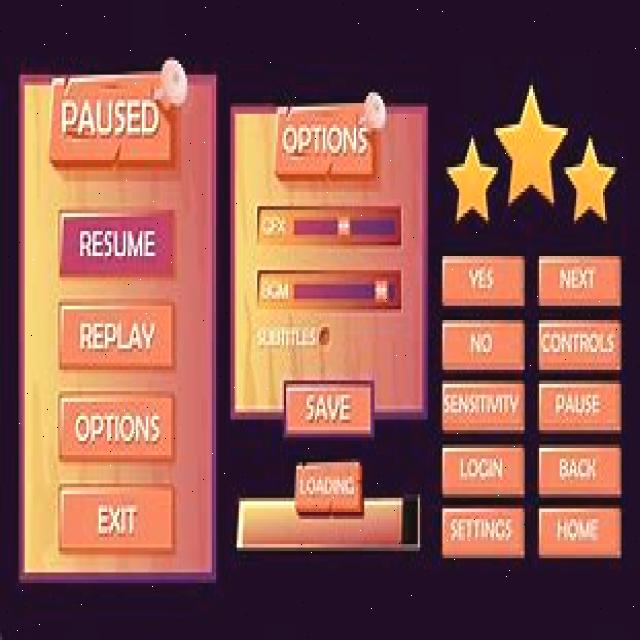 PAUSED
RESUME
REPLAY
OPTIONS
EXIT
OPTIONS
BGM
SUBTITLES
SAVE
LOADING
YES
NEXT
NO
CONTROLS
SENSITIVITY
PAUSE
LOGIN
BACK
SETTINGS
HOME